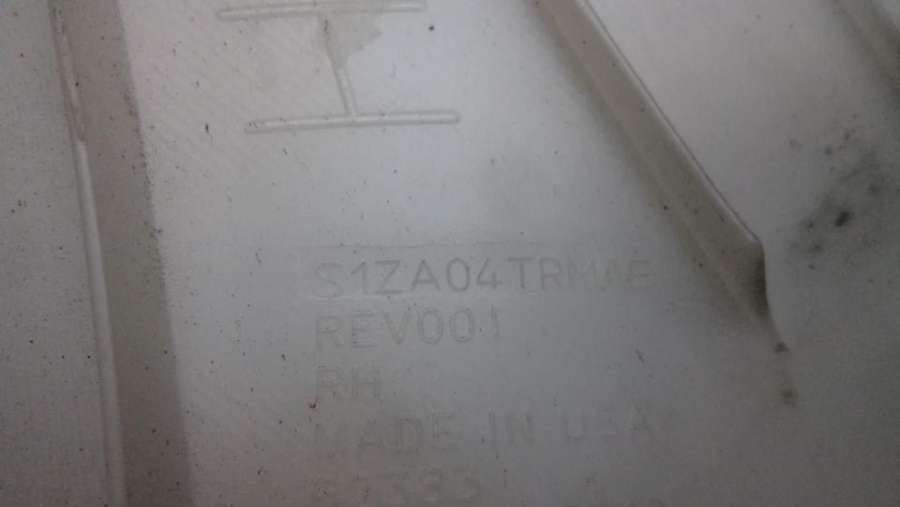 S1ZA04TRMAE
REV001
RH
MADE IN USA